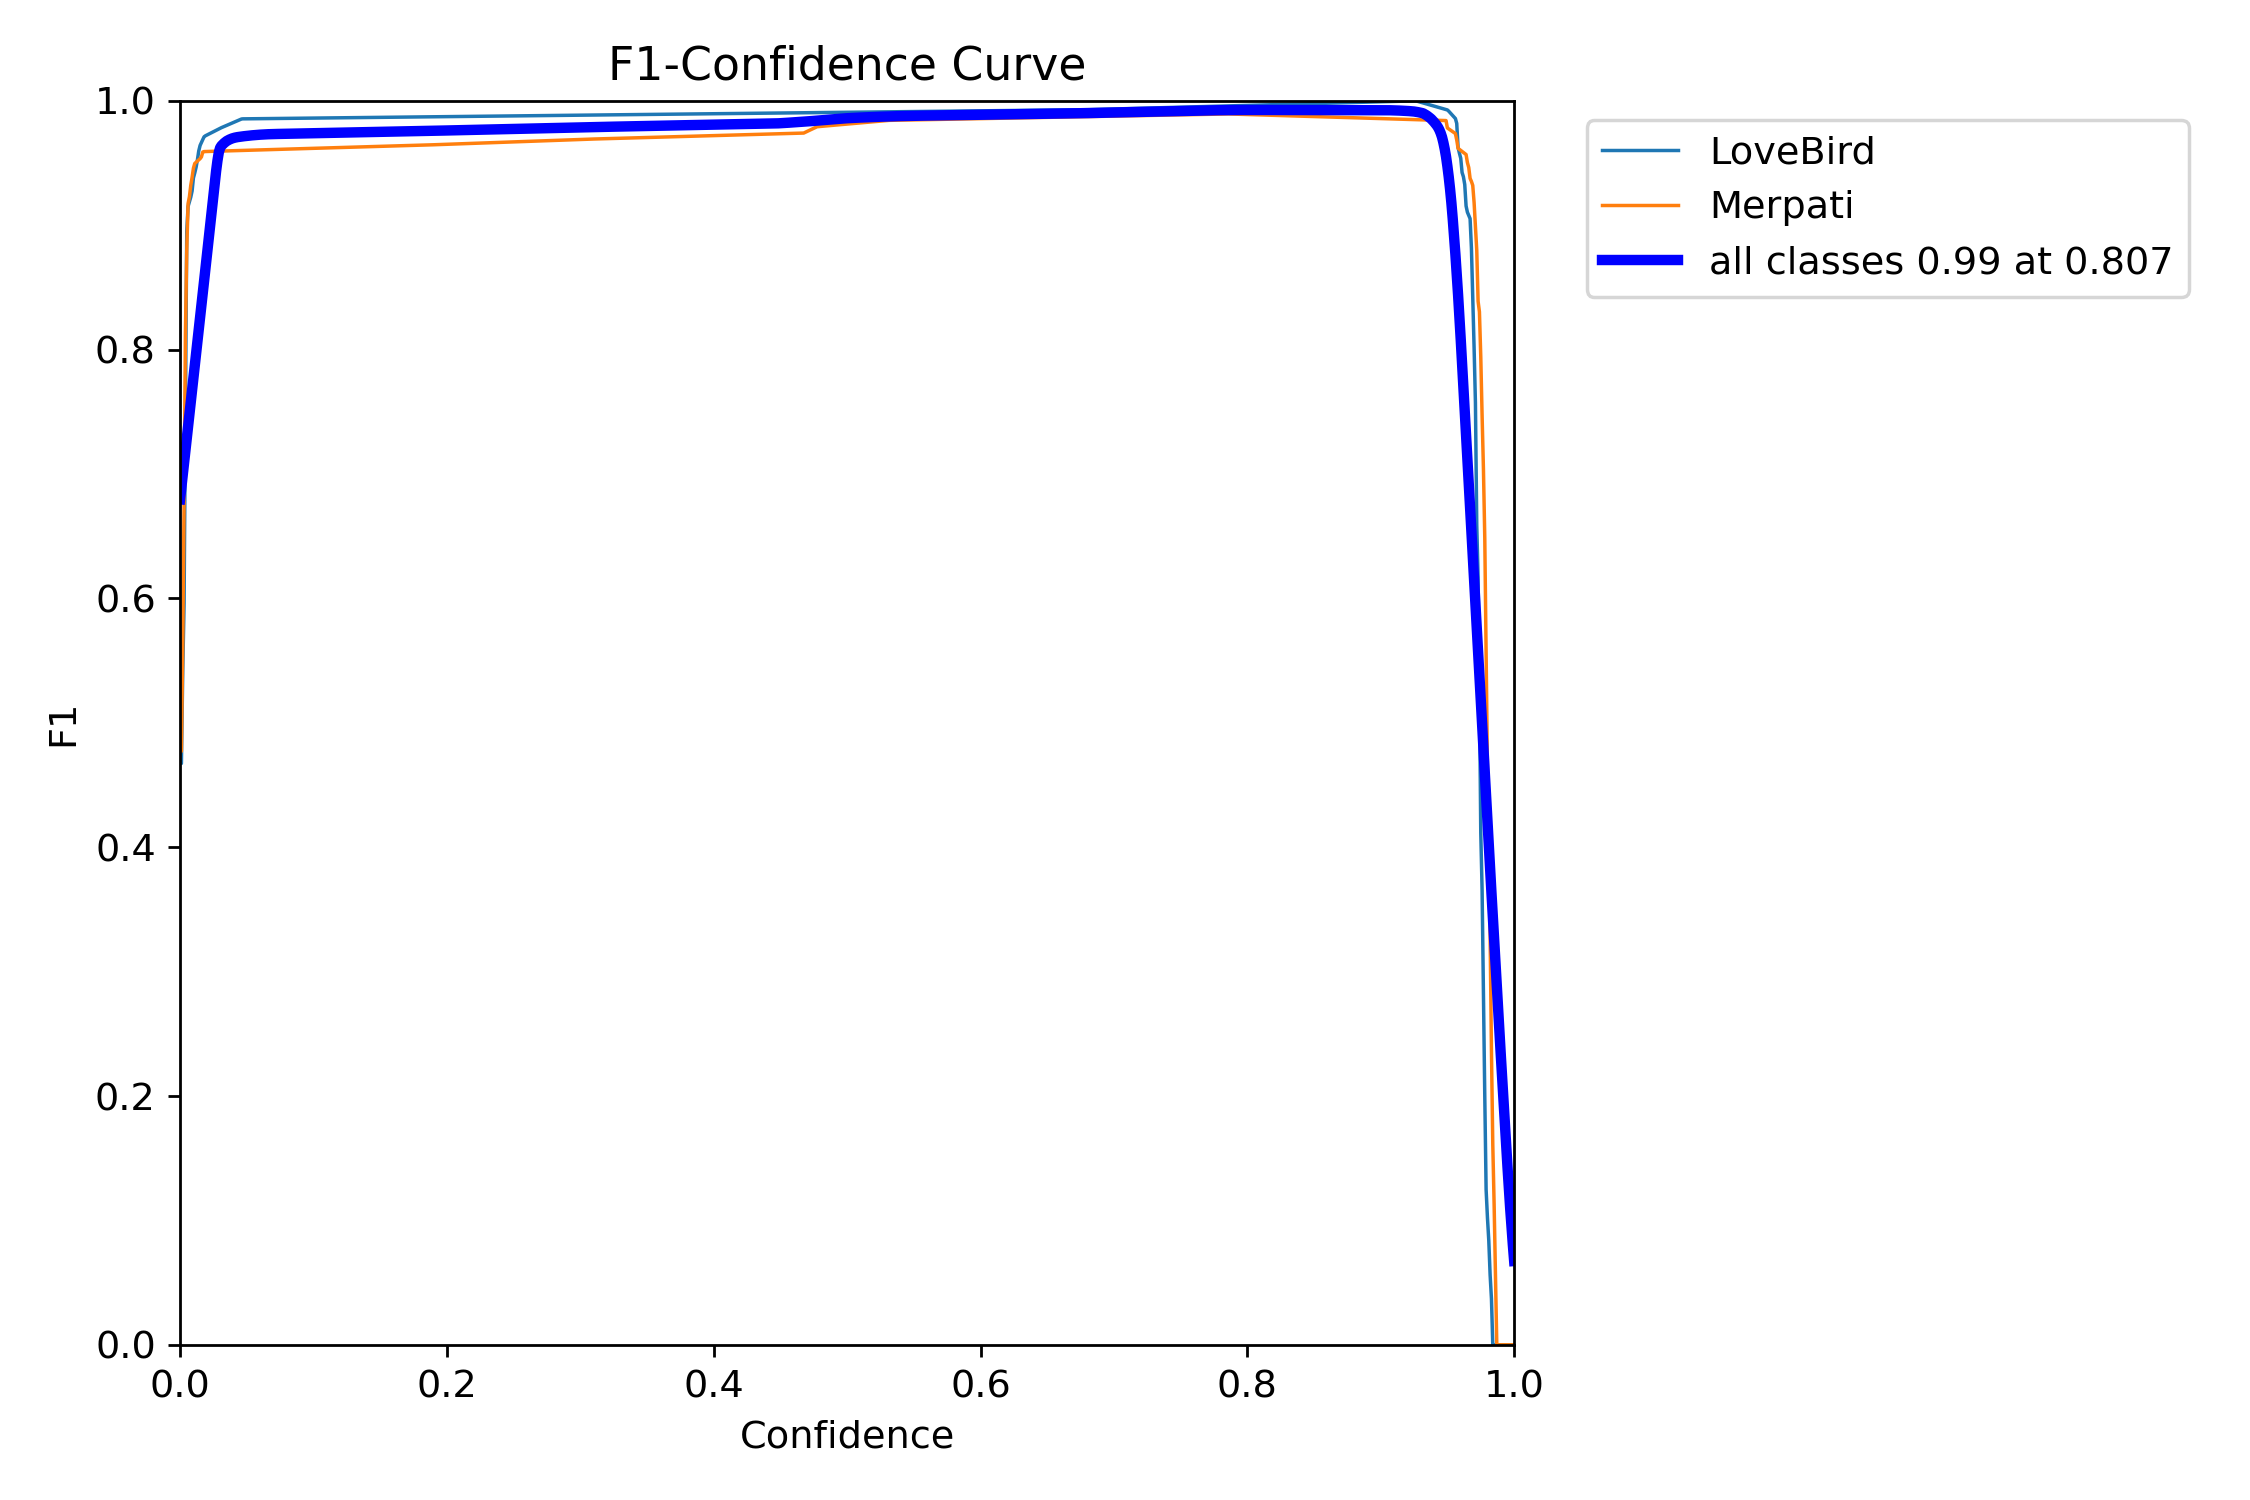 F1-Confidence Curve
1.0
0.8
0.6
0.4
0.2
0.0
F1
0.0 0.2 0.4 0.6 0.8 1.0
Confidence
LoveBird
Merpati
all classes 0.99 at 0.807